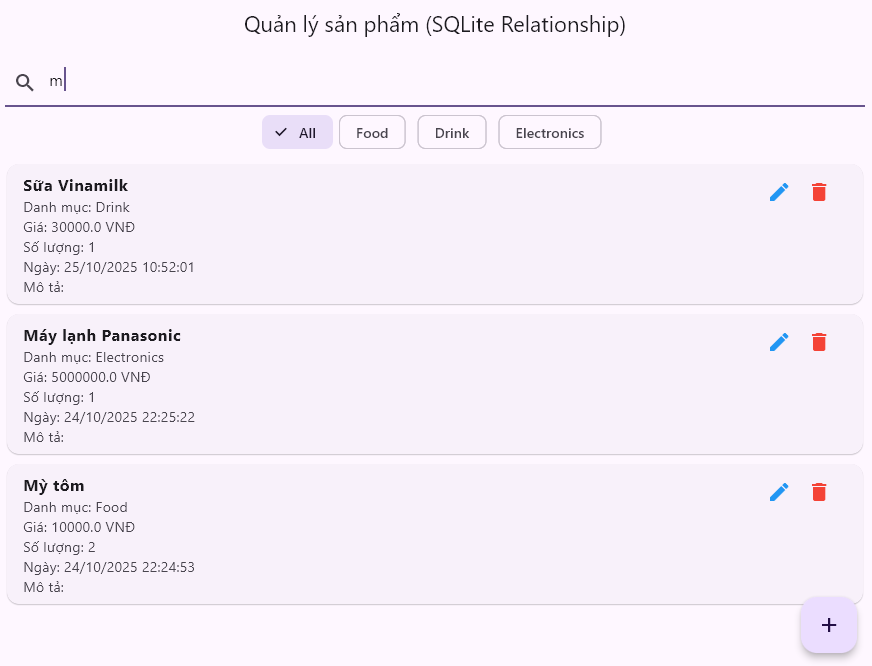 Quản lý sản phẩm (SQLite Relationship)
m
All Food Drink Electronics
Sữa Vinamilk
Danh mục: Drink
Giá: 30000.0 VNĐ
Số lượng: 1
Ngày: 25/10/2025 10:52:01
Mô tả:
Máy lạnh Panasonic
Danh mục: Electronics
Giá: 5000000.0 VNĐ
Số lượng: 1
Ngày: 24/10/2025 22:25:22
Mô tả:
Mỳ tôm
Danh mục: Food
Giá: 10000.0 VNĐ
Số lượng: 2
Ngày: 24/10/2025 22:24:53
Mô tả: